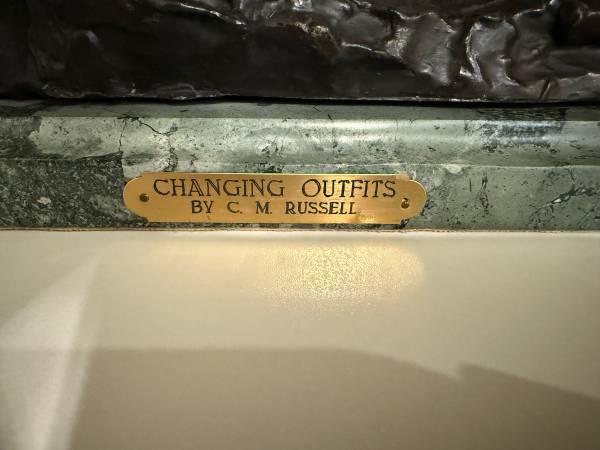 CHANGING OUTFITS
BY C. M. RUSSELL